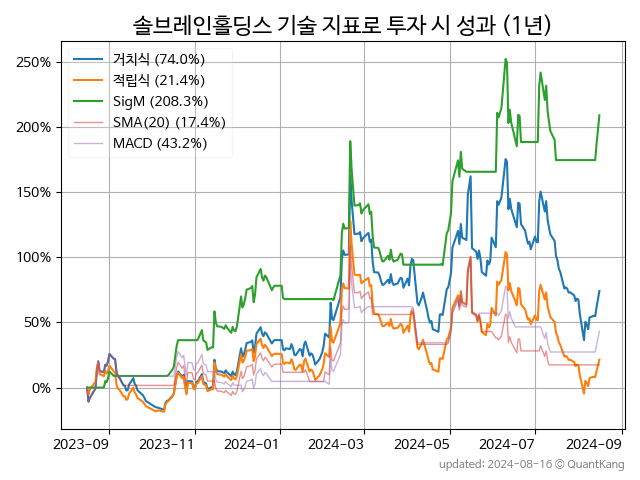 솔브레인홀딩스 기술 지표로 투자 시 성과 (1년)
250%
200%
150%
100%
50%
0%
거치식 (74.0%)
적립식 (21.4%)
SigM (208.3%)
SMA(20) (17.4%)
MACD (43.2%)
2023-09 2023-11 2024-01 2024-03 2024-05 2024-07 2024-09
updated: 2024-08-16 © QuantKang